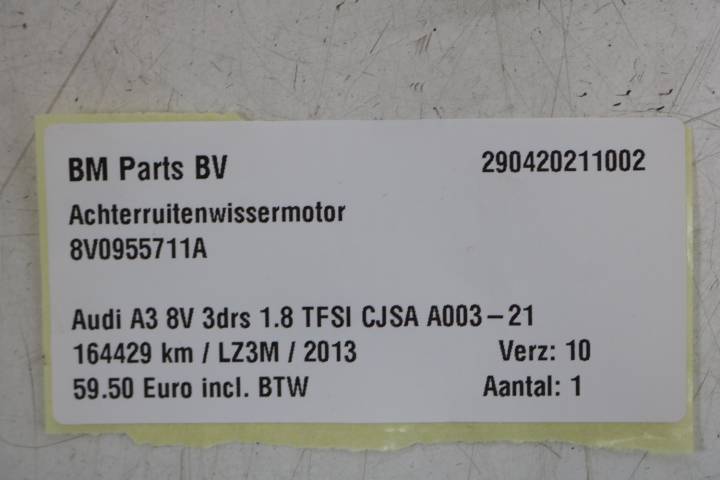 BM Parts BV 290420211002
Achterruitenwissermotor
8V0955711A
Audi A3 8V 3drs 1.8 TFSI CJSA A003-21
164429 km / LZ3M / 2013 Verz: 10
59.50 Euro incl. BTW Aantal: 1